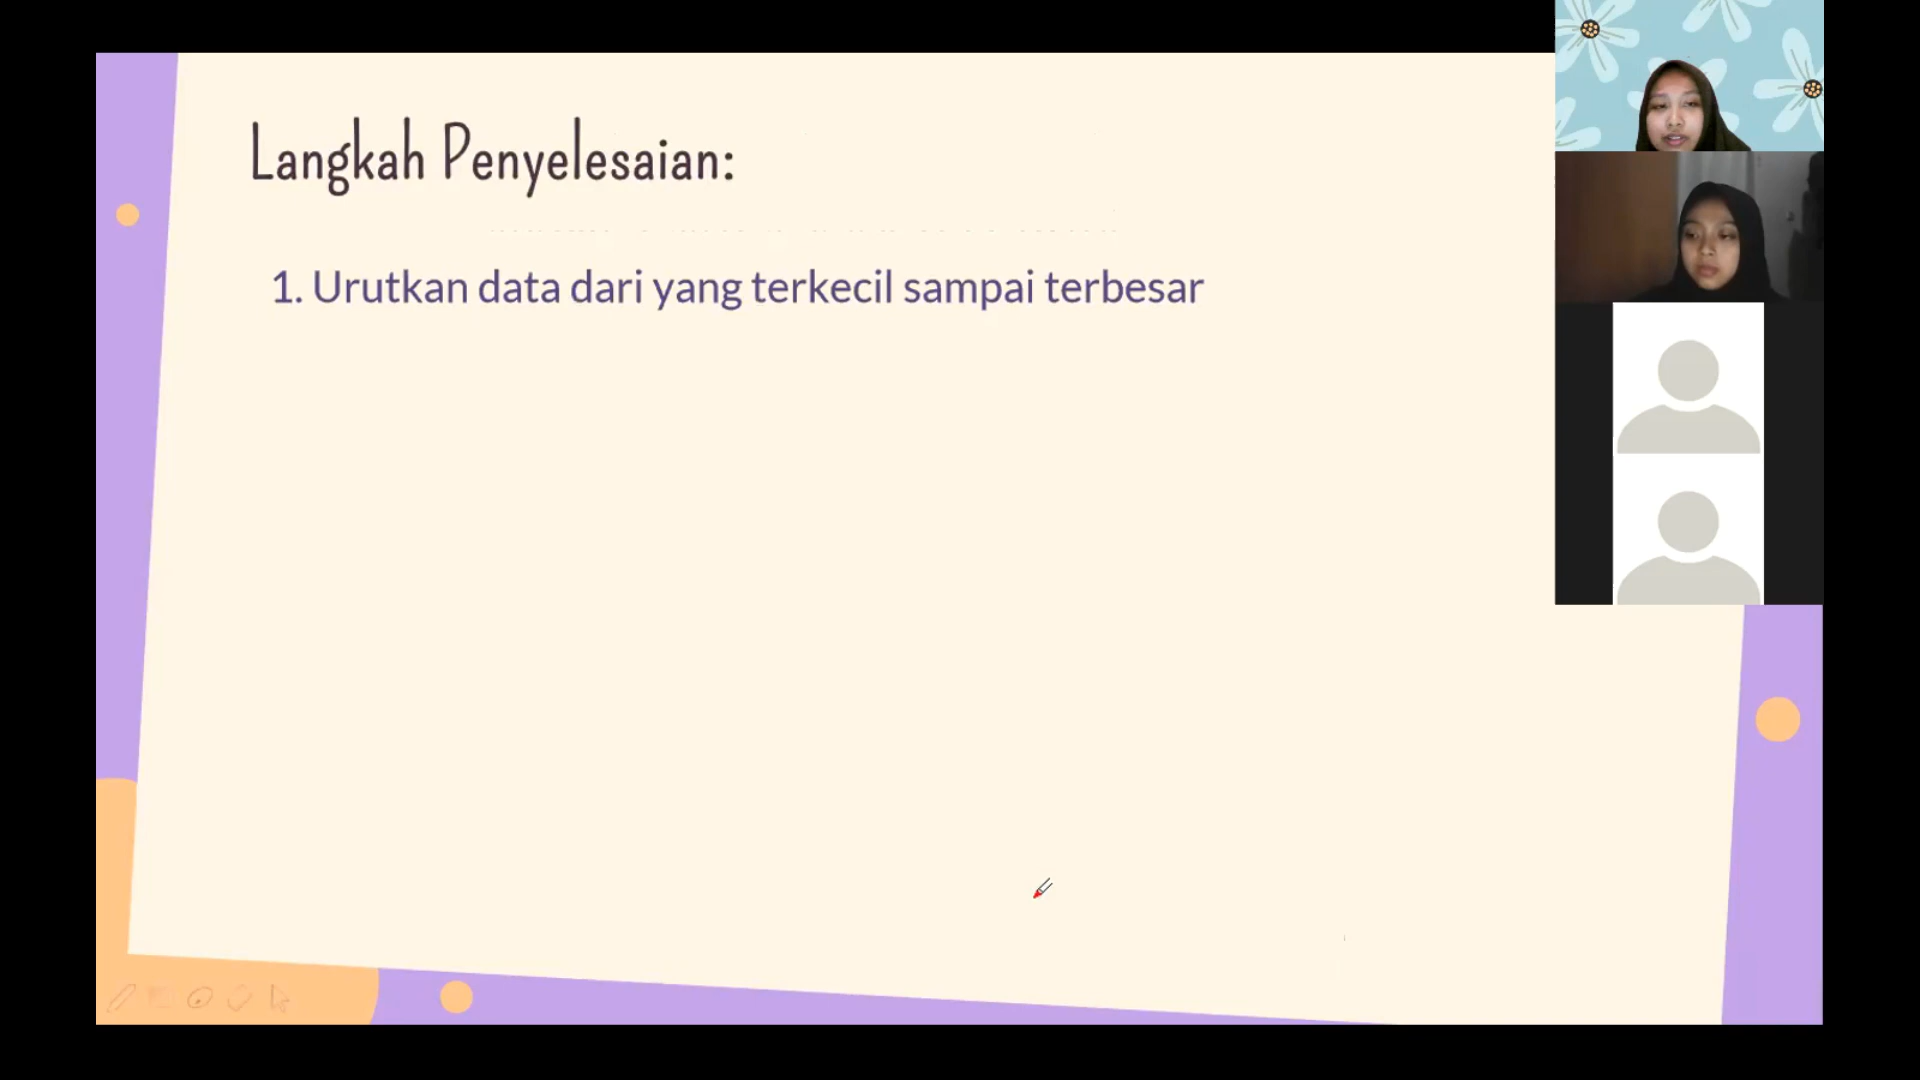 Langkah Penyelesaian:
1. Urutkan data dari yang terkecil sampai terbesar